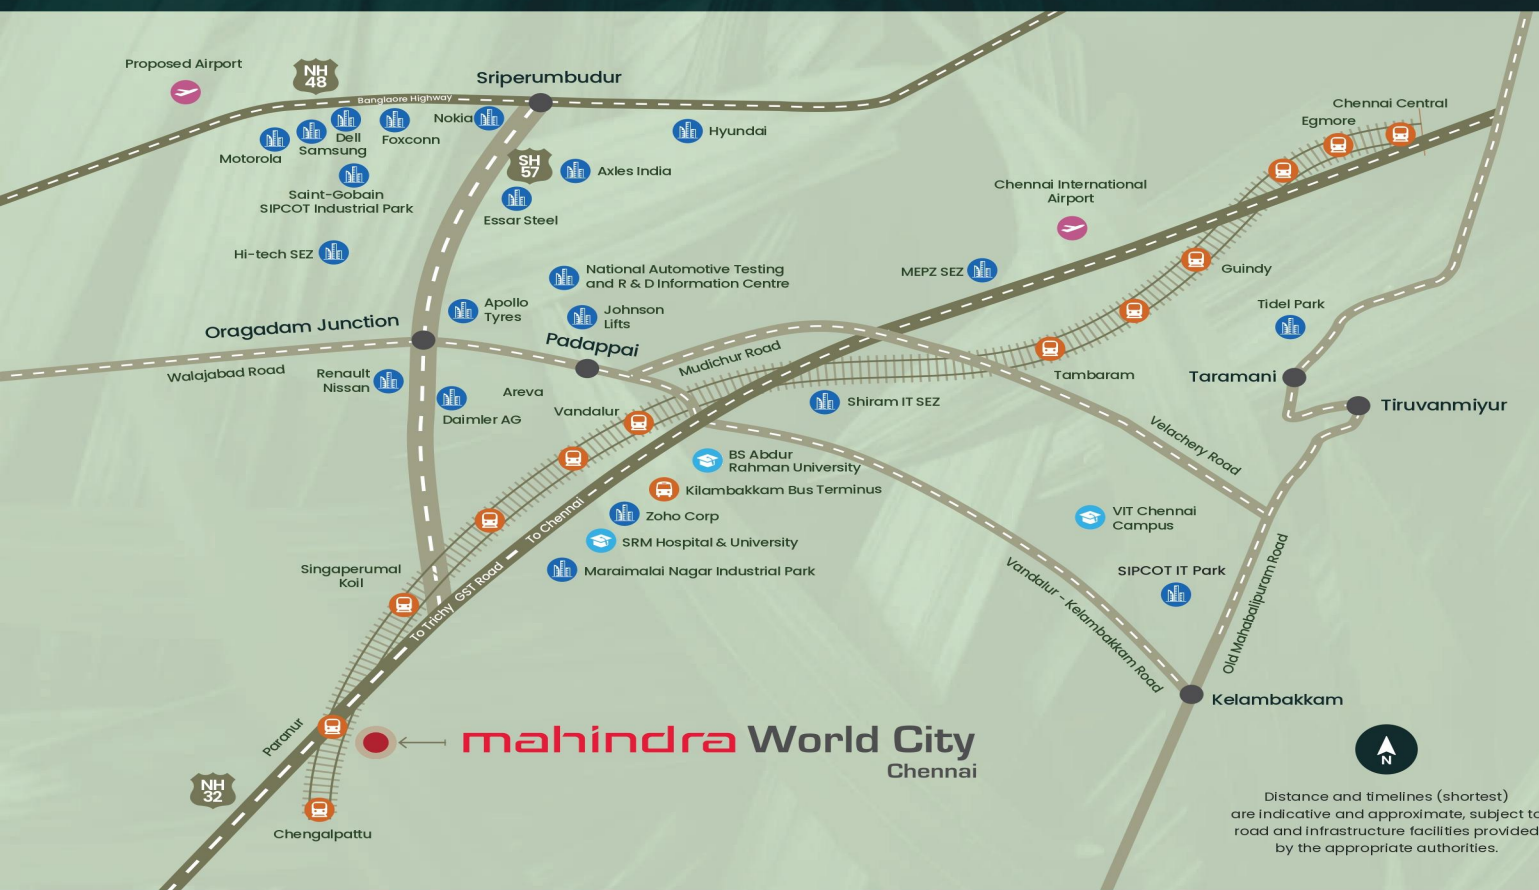 Proposed Airport
NH
48
Sriperumbudur
Banglaore Highway
Chennai Central
Egmore
Nokia
Hyundai
Dell
Foxconn
Samsung
Motorola
SH
57
Axles India
Saint-Gobain
SIPCOT Industrial Park
Essar Steel
Chennai International
Airport
Hi-tech SEZ
National Automotive Testing
and R & D Information Centre
MEPZ SEZ
Guindy
Apollo
Tyres
Johnson
Lifts
Tidel Park
Oragadam Junction
Padappai
Mudichur Road
Walajabad Road
Renault
Nissan
Areva
Tambaram
Taramani
Daimler AG
Vandalur
Shiram IT SEZ
Tiruvanmiyur
Velachery Road
BS Abdur
Rahman University
Kilambakkam Bus Terminus
Zoho Corp
SRM Hospital & University
Maraimalai Nagar Industrial Park
To Chennai
GST Road
To Trichy
VIT Chennai
Campus
SIPCOT IT Park
Singaperumal
Koil
Vandalur - Kelambakkam Road
Old Mahabalipuram Road
Kelambakkam
Paranur
mahindra World City
Chennai
NH
32
Chengalpattu
N
Distance and timelines (shortest)
are indicative and approximate, subject to
road and infrastructure facilities provided
by the appropriate authorities.